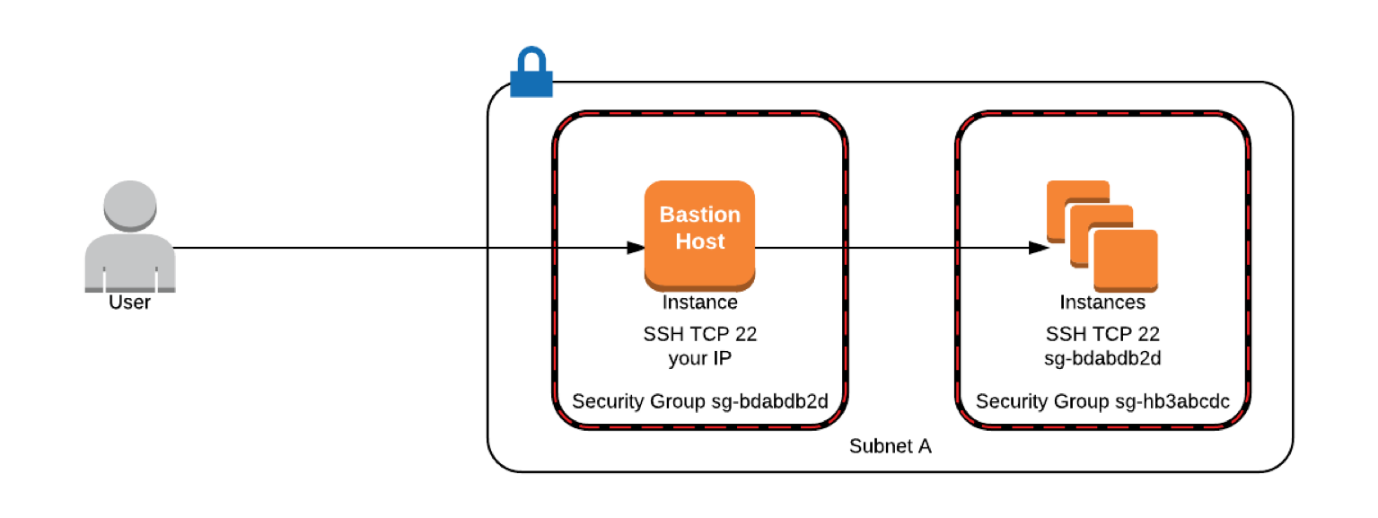 Bastion
Host
User
Instance
SSH TCP 22
your IP
Security Group sg-bdabdb2d
Instances
SSH TCP 22
sg-bdabdb2d
Security Group sg-hb3abcdc
Subnet A